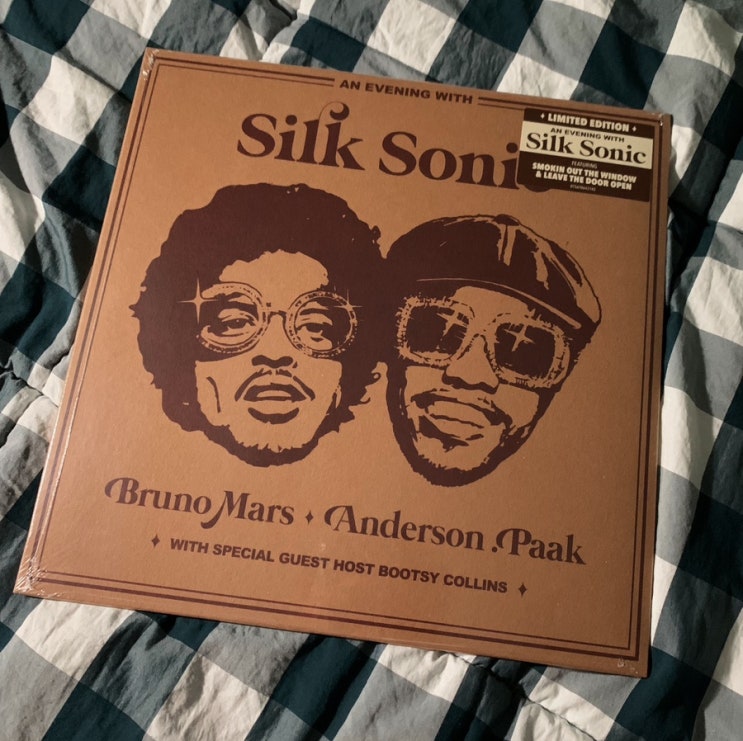 AN EVENING WITH
Silk Soni
✦ LIMITED EDITION ✦
AN EVENING WITH
Silk Sonic
FEATURING
SMOKIN OUT THE WINDOW
& LEAVE THE DOOR OPEN
Bruno Mars ✦ Anderson .Paak
✦ WITH SPECIAL GUEST HOST BOOTSY COLLINS ✦